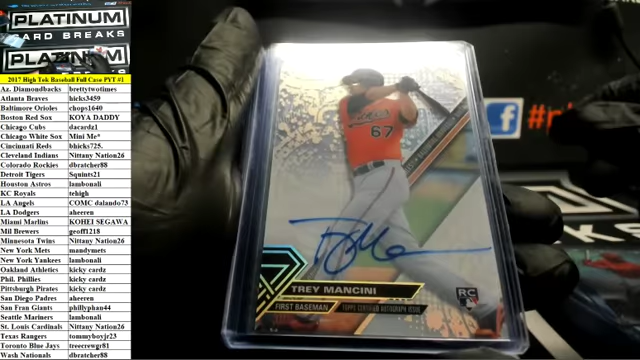 PLATINUM
CARD BREAKS
PLATINUM
2017 High Tek Baseball Full Case PYT #1
Az. Diamondbacks brettytwotimes
Atlanta Braves hicks3459
Baltimore Orioles chops1640
Boston Red Sox KOYA DADDY
Chicago Cubs dacardz1
Chicago White Sox Mini Me*
Cincinnati Reds bhicks725.
Cleveland Indians Nittany Nation26
Colorado Rockies dbratcher88
Detroit Tigers Squints21
Houston Astros lambonali
KC Royals tehigh
LA Angels COMC dalando73
LA Dodgers aheeren
Miami Marlins KOHEI SEGAWA
Mil Brewers geoff1218
Minnesota Twins Nittany Nation26
New York Mets mandymets
New York Yankees lambonali
Oakland Athletics kicky cardz
Phil. Phillies kicky cardz
Pittsburgh Pirates kicky cardz
San Diego Padres aheeren
San Fran Giants phillyphan44
Seattle Mariners lambonali
St. Louis Cardinals Nittany Nation26
Texas Rangers tommyboyjr23
Toronto Blue Jays treecrewgr81
Wash Nationals dbratcher88
67
TREY MANCINI
FIRST BASEMAN TOPPS CERTIFIED AUTOGRAPH ISSUE
RC
f